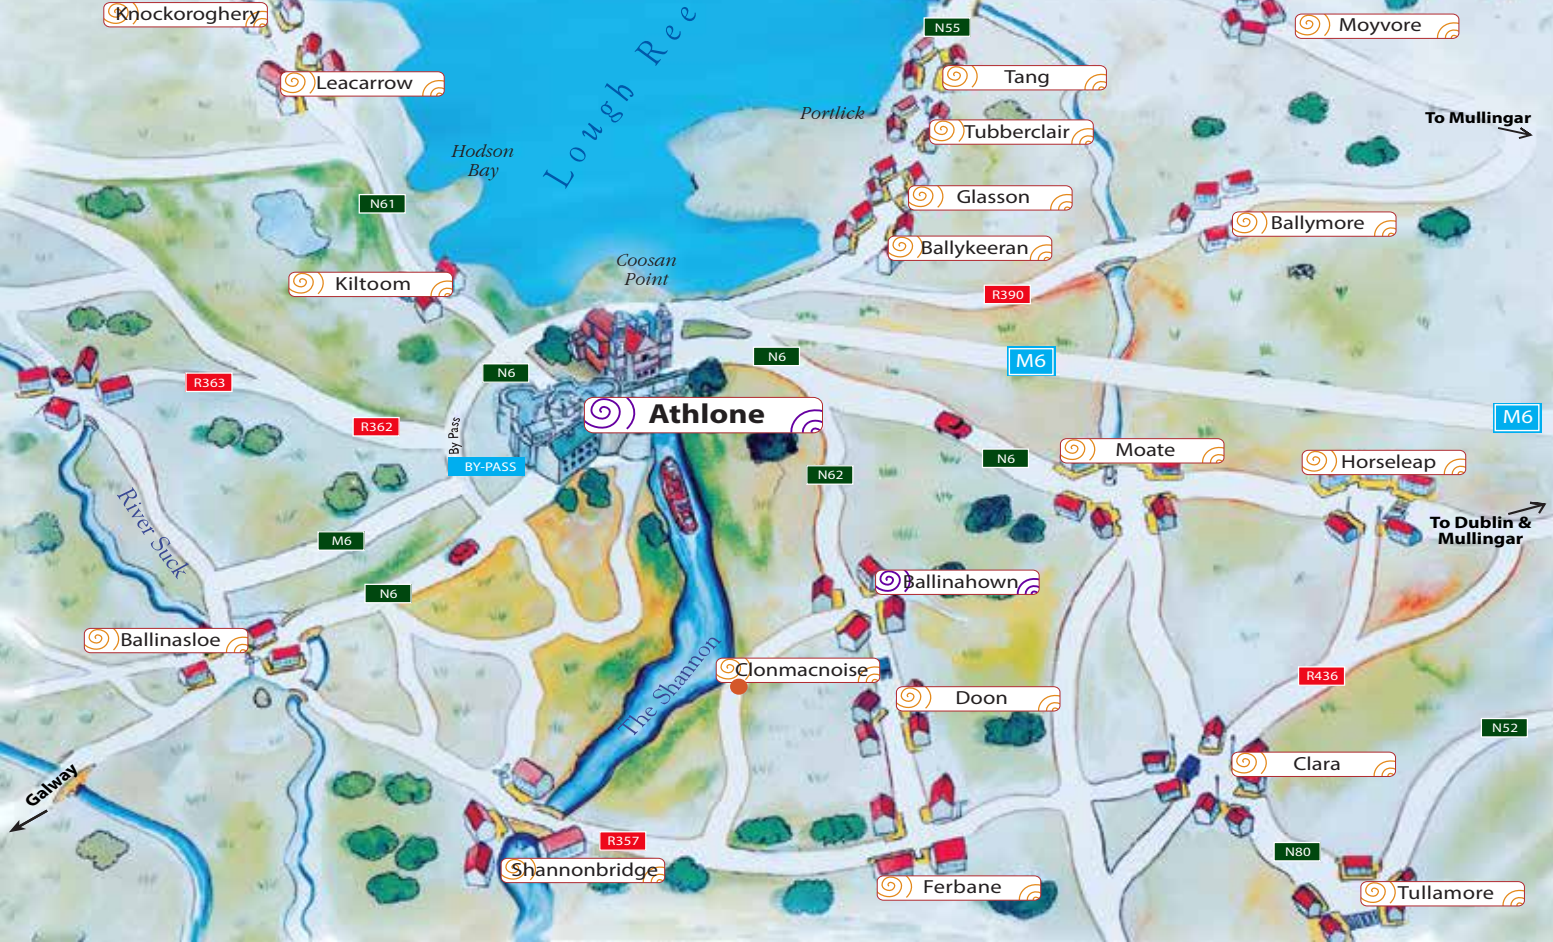 Knockoroghery
Leacarrow
Lough Ree
N55
Moyvore
Tang
Portlick
Tubberclair
To Mullingar
Hodson
Bay
N61
Glasson
Ballymore
Ballykeeran
Coosan
Point
Kiltoom
R390
N6
N6
M6
R363
R362
By Pass
BY-PASS
Athlone
M6
N6
Moate
Horseleap
N62
River Suck
M6
To Dublin &
Mullingar
N6
Ballinahown
Ballinasloe
The Shannon
Clonmacnoise
R436
Doon
N52
Clara
Galway
R357
N80
Shannonbridge
Ferbane
Tullamore